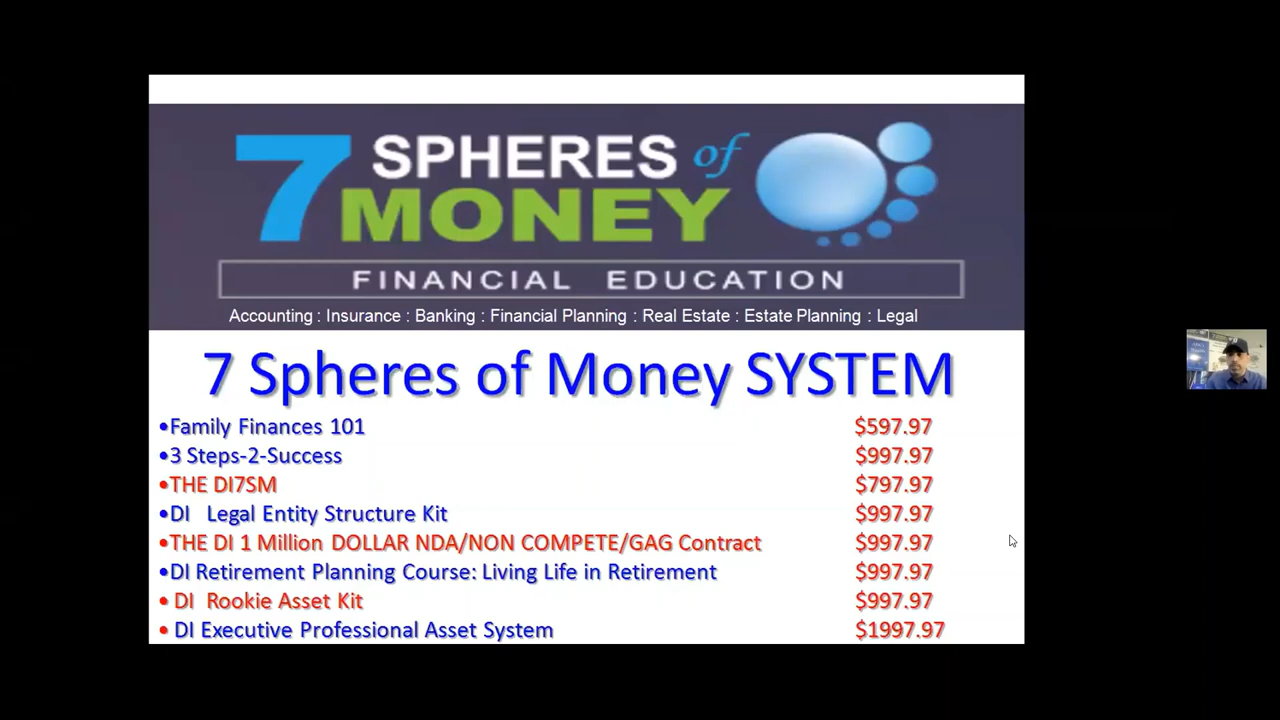 7 SPHERES of
MONEY
FINANCIAL EDUCATION
Accounting : Insurance : Banking : Financial Planning : Real Estate : Estate Planning : Legal
7 Spheres of Money SYSTEM
•Family Finances 101 $597.97
•3 Steps-2-Success $997.97
•THE DI7SM $797.97
•DI Legal Entity Structure Kit $997.97
•THE DI 1 Million DOLLAR NDA/NON COMPETE/GAG Contract $997.97
•DI Retirement Planning Course: Living Life in Retirement $997.97
• DI Rookie Asset Kit $997.97
• DI Executive Professional Asset System $1997.97